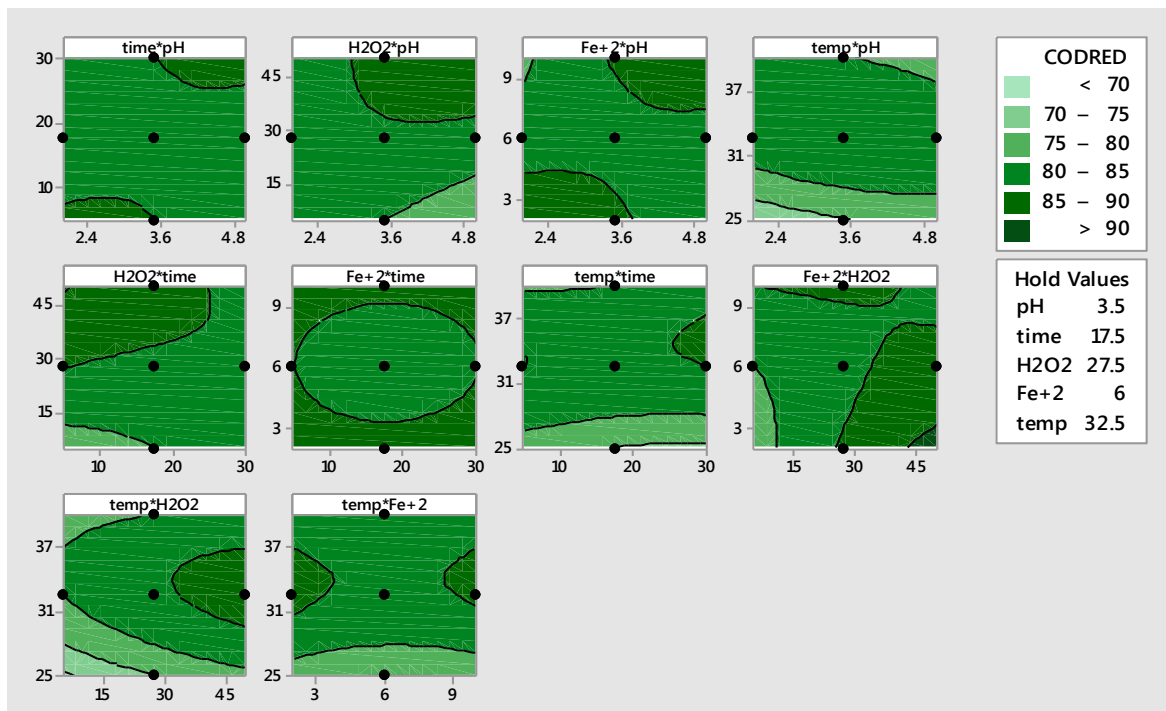 time*pH
30
20
10
2.4 3.6 4.8
H2O2*pH
45
30
15
2.4 3.6 4.8
Fe+2*pH
9
6
3
2.4 3.6 4.8
temp*pH
37
31
25
2.4 3.6 4.8
CODRED
< 70
70 – 75
75 – 80
80 – 85
85 – 90
> 90
H2O2*time
45
30
15
10 20 30
Fe+2*time
9
6
3
10 20 30
temp*time
37
31
25
10 20 30
Fe+2*H2O2
9
6
3
15 30 45
Hold Values
pH 3.5
time 17.5
H2O2 27.5
Fe+2 6
temp 32.5
temp*H2O2
37
31
25
15 30 45
temp*Fe+2
37
31
25
3 6 9